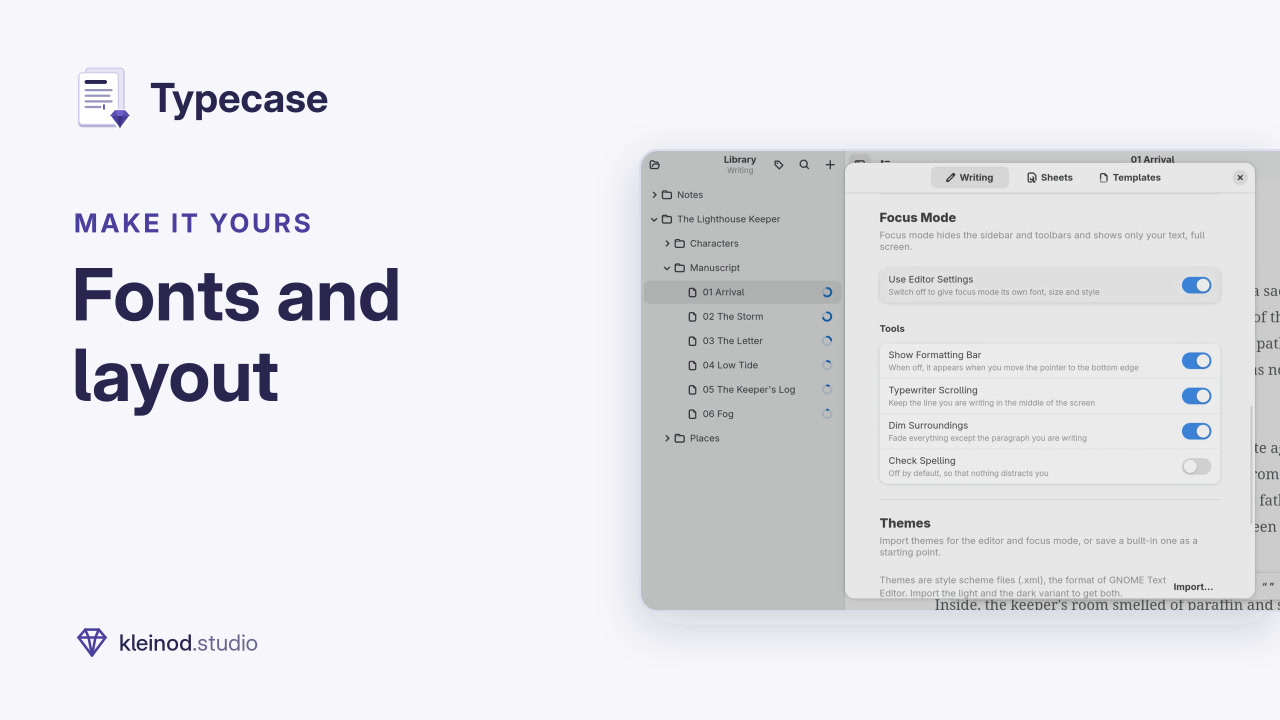 Typecase
MAKE IT YOURS
Fonts and
layout
kleinod.studio
Library
Writing
Notes
The Lighthouse Keeper
Characters
Manuscript
01 Arrival
02 The Storm
03 The Letter
04 Low Tide
05 The Keeper's Log
06 Fog
Places
01 Arrival
Writing
Sheets
Templates
Focus Mode
Focus mode hides the sidebar and toolbars and shows only your text, full
screen.
Use Editor Settings
Switch off to give focus mode its own font, size and style
Tools
Show Formatting Bar
When off, it appears when you move the pointer to the bottom edge
Typewriter Scrolling
Keep the line you are writing in the middle of the screen
Dim Surroundings
Fade everything except the paragraph you are writing
Check Spelling
Off by default, so that nothing distracts you
Themes
Import themes for the editor and focus mode, or save a built-in one as a
starting point.
Themes are style scheme files (.xml), the format of GNOME Text
Editor. Import the light and the dark variant to get both.
Import...
Inside, the keeper's room smelled of paraffin and